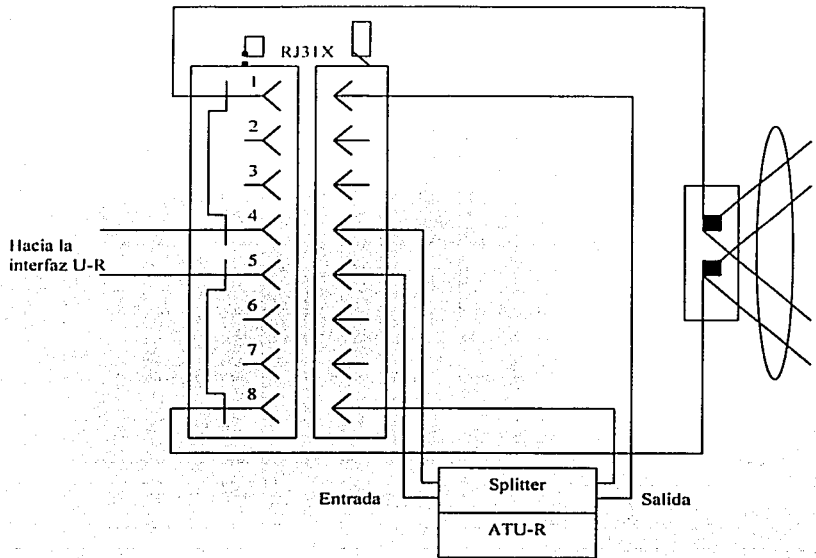 RJ31X
1
2
3
4
Hacia la
interfaz U-R
5
6
7
8
Entrada
Splitter
Salida
ATU-R